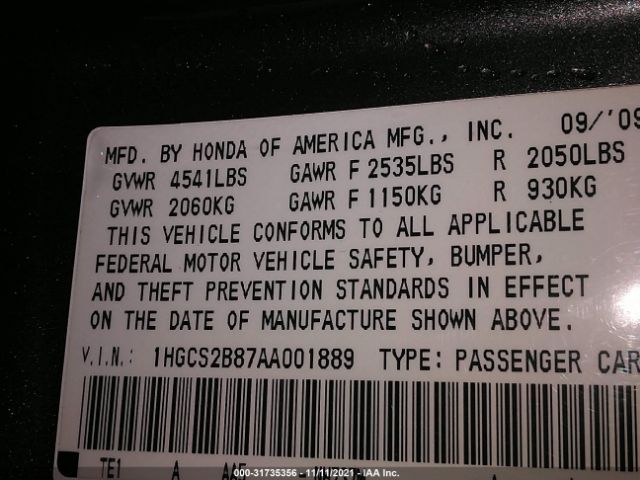 MFD. BY HONDA OF AMERICA MFG., INC. 09/'09
GVWR 4541LBS GAWR F 2535LBS R 2050LBS
GVWR 2060KG GAWR F 1150KG R 930KG
THIS VEHICLE CONFORMS TO ALL APPLICABLE
FEDERAL MOTOR VEHICLE SAFETY, BUMPER,
AND THEFT PREVENTION STANDARDS IN EFFECT
ON THE DATE OF MANUFACTURE SHOWN ABOVE.
V.I.N.: 1HGCS2B87AA001889 TYPE: PASSENGER CAR
TE1 A
000-31735356 - 11/11/2021 - IAA Inc.